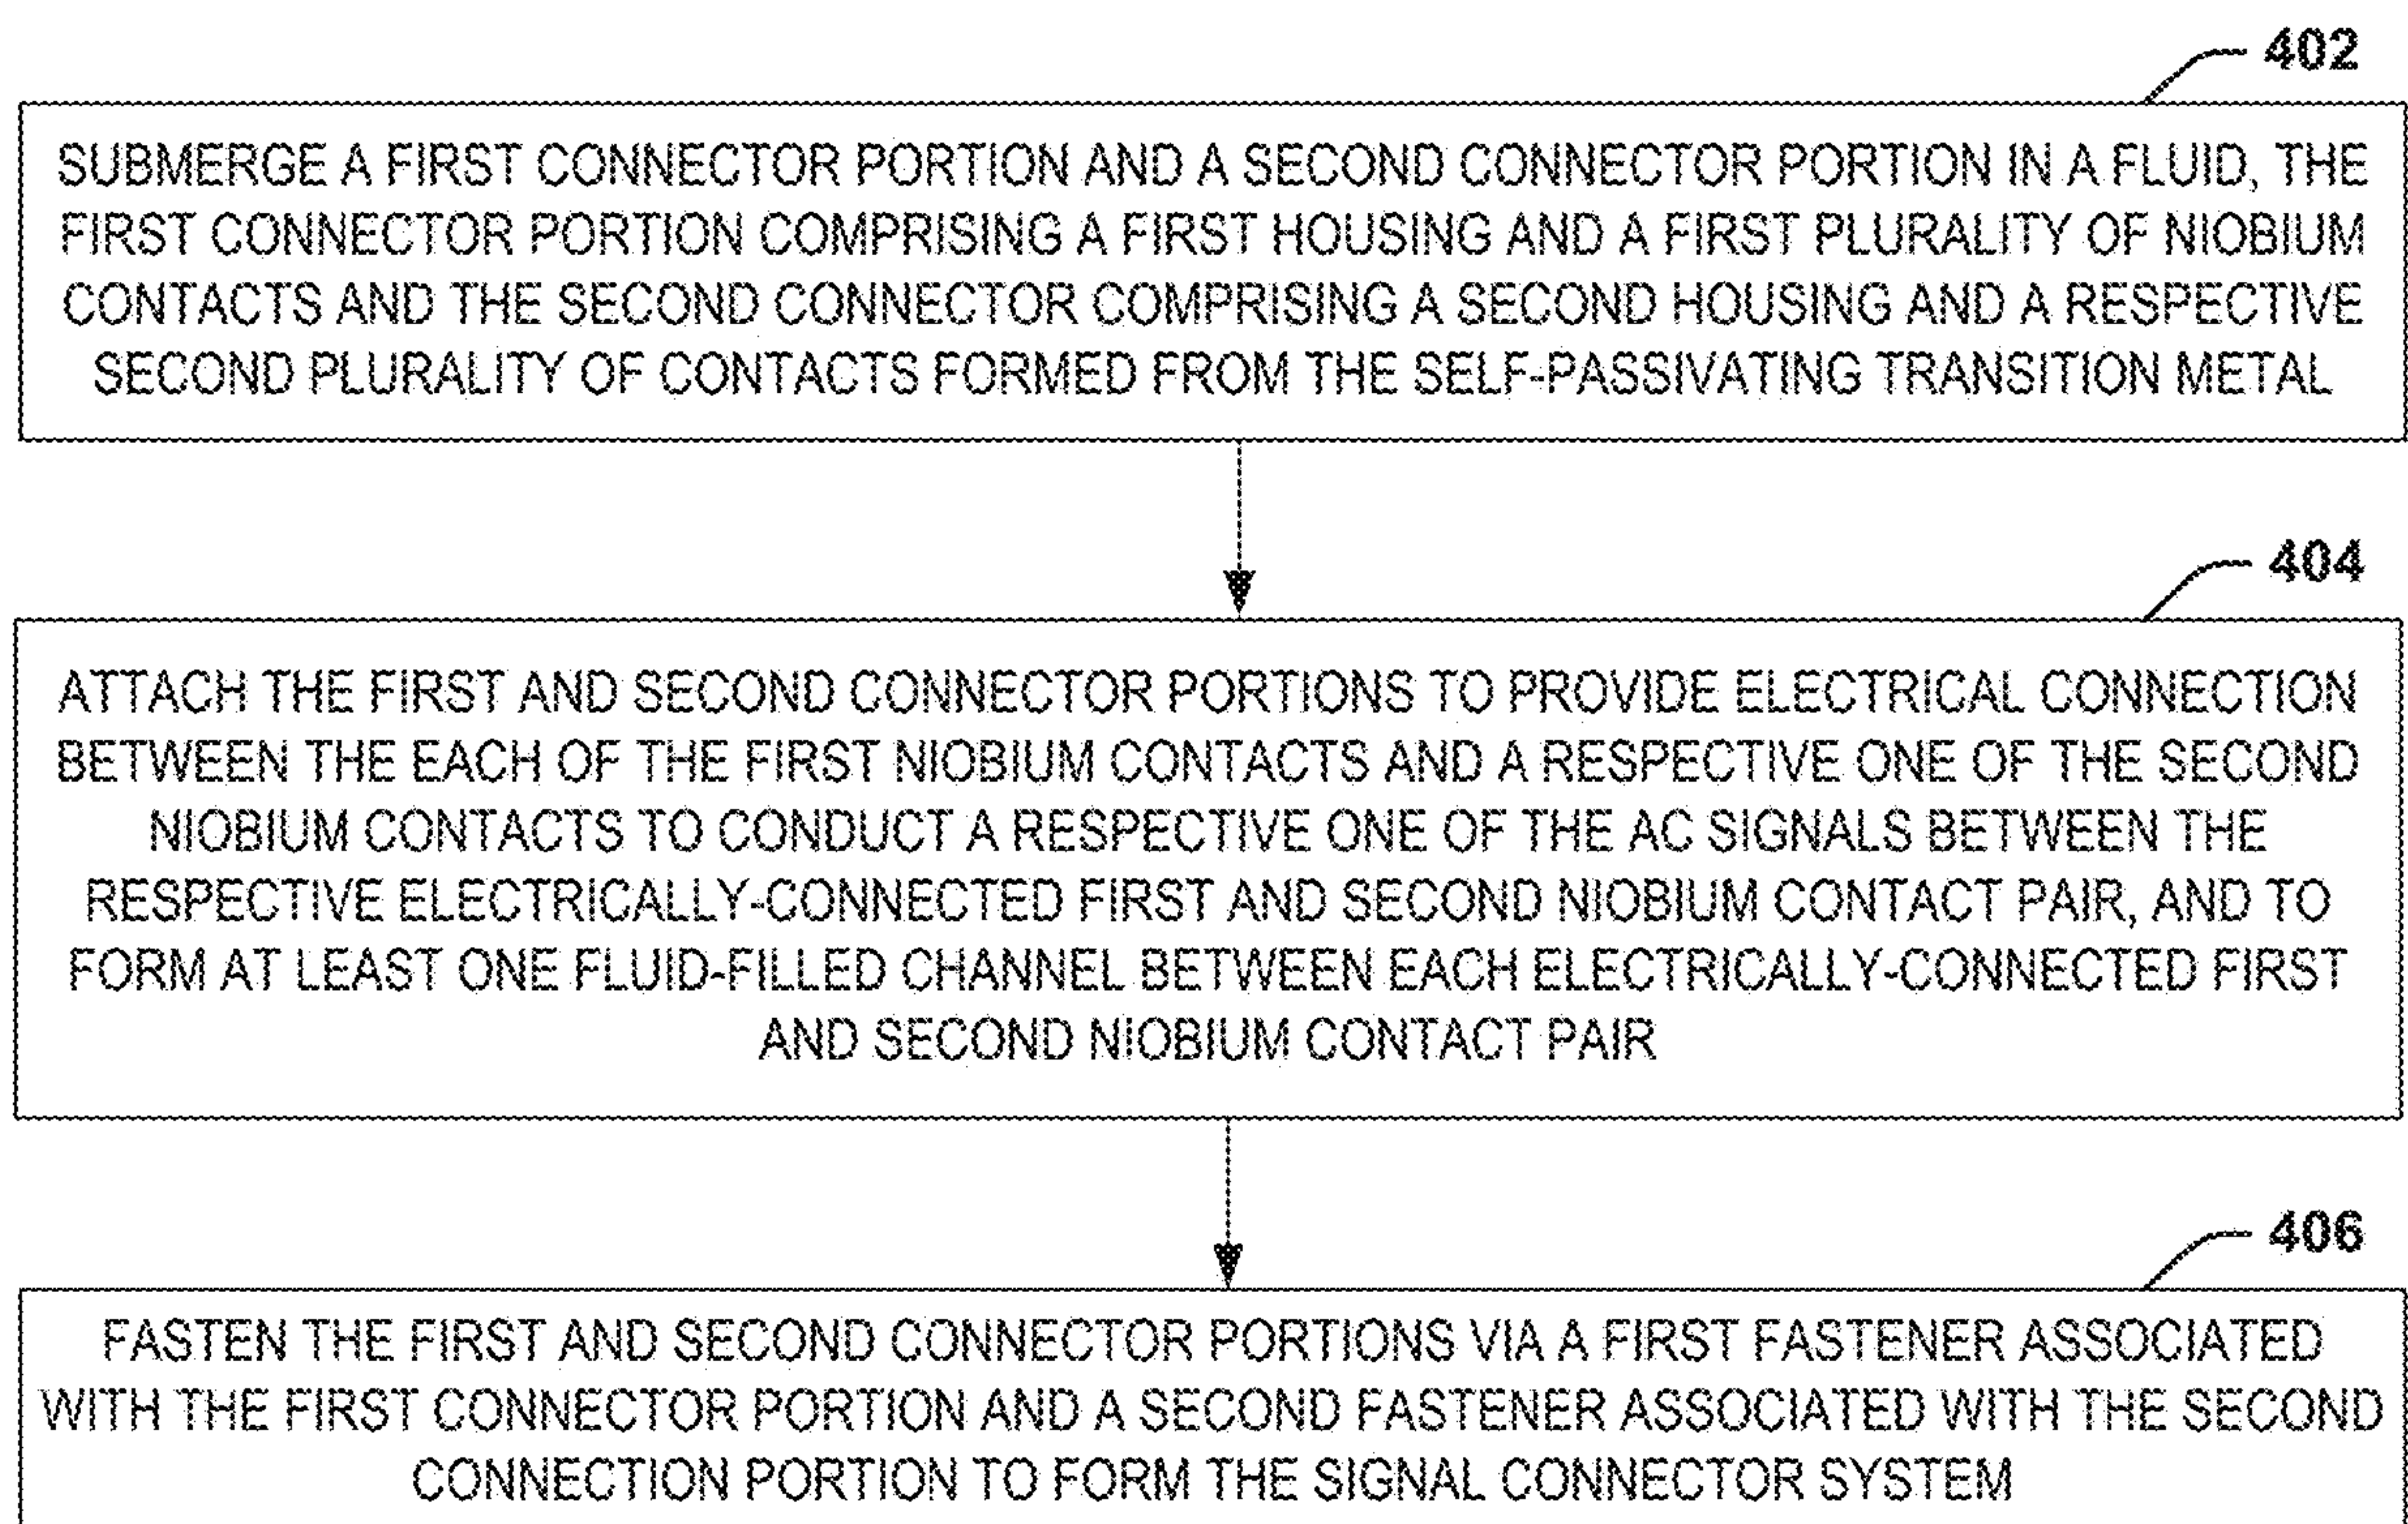 402
SUBMERGE A FIRST CONNECTOR PORTION AND A SECOND CONNECTOR PORTION IN A FLUID, THE
FIRST CONNECTOR PORTION COMPRISING A FIRST HOUSING AND A FIRST PLURALITY OF NIOBIUM
CONTACTS AND THE SECOND CONNECTOR COMPRISING A SECOND HOUSING AND A RESPECTIVE
SECOND PLURALITY OF CONTACTS FORMED FROM THE SELF-PASSIVATING TRANSITION METAL
404
ATTACH THE FIRST AND SECOND CONNECTOR PORTIONS TO PROVIDE ELECTRICAL CONNECTION
BETWEEN THE EACH OF THE FIRST NIOBIUM CONTACTS AND A RESPECTIVE ONE OF THE SECOND
NIOBIUM CONTACTS TO CONDUCT A RESPECTIVE ONE OF THE AC SIGNALS BETWEEN THE
RESPECTIVE ELECTRICALLY-CONNECTED FIRST AND SECOND NIOBIUM CONTACT PAIR, AND TO
FORM AT LEAST ONE FLUID-FILLED CHANNEL BETWEEN EACH ELECTRICALLY-CONNECTED FIRST
AND SECOND NIOBIUM CONTACT PAIR
406
FASTEN THE FIRST AND SECOND CONNECTOR PORTIONS VIA A FIRST FASTENER ASSOCIATED
WITH THE FIRST CONNECTOR PORTION AND A SECOND FASTENER ASSOCIATED WITH THE SECOND
CONNECTION PORTION TO FORM THE SIGNAL CONNECTOR SYSTEM